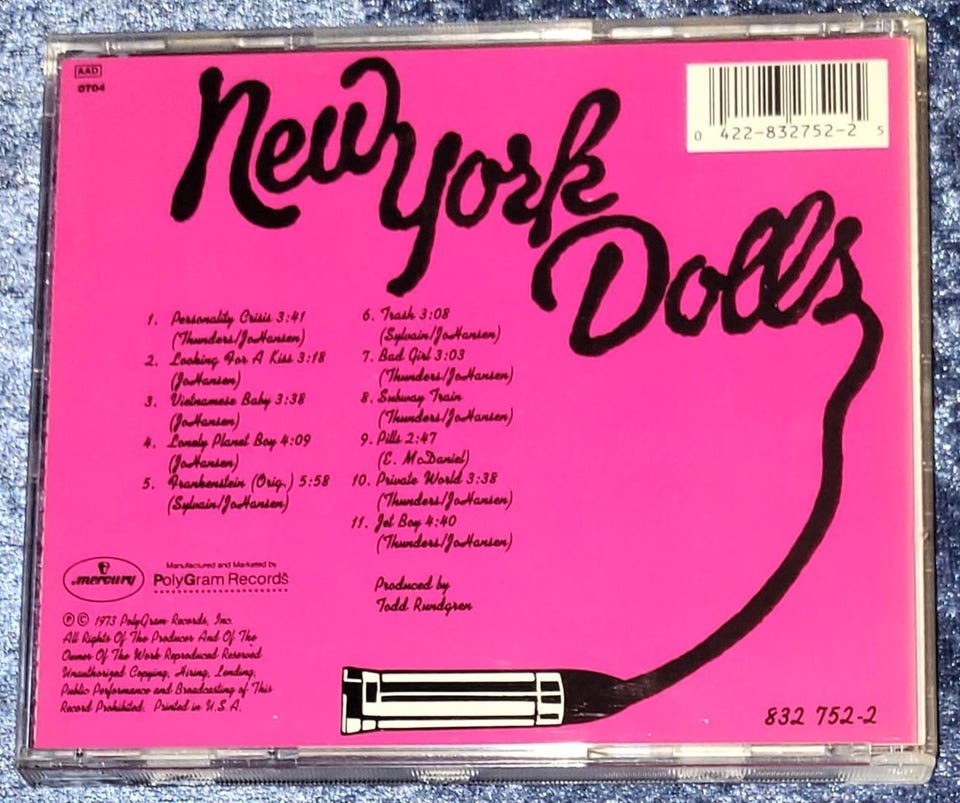 AAD
0704
New York
Dolls
0 422-832752-2 5
1. Personality Crisis 3:41
(Thunders/JoHansen)
2. Looking For A Kiss 3:18
(JoHansen)
3. Vietnamese Baby 3:38
(JoHansen)
4. Lonely Planet Boy 4:09
(JoHansen)
5. Frankenstein (Orig.) 5:58
(Sylvain/JoHansen)
6. Trash 3:08
(Sylvain/JoHansen)
7. Bad Girl 3:03
(Thunders/JoHansen)
8. Subway Train
(Thunders/JoHansen)
9. Pills 2:47
(E. McDaniel)
10. Private World 3:38
(Thunders/JoHansen)
11. Jet Boy 4:40
(Thunders/JoHansen)
Produced by
Todd Rundgren
mercury
Manufactured and Marketed by
PolyGram Records
℗ © 1973 PolyGram Records, Inc.
All Rights Of The Producer And Of The
Owner Of The Work Reproduced Reserved
Unauthorized Copying, Hiring, Lending,
Public Performance and Broadcasting of This
Record Prohibited. Printed in U.S.A.
832 752-2